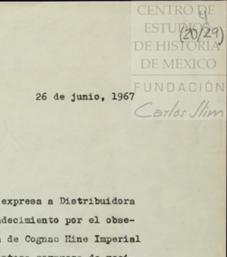 CENTRO DE
ESTUDIOS
DE HISTORIA
DE MEXICO
FUNDACIÓN
Carlos Slim
(20/29)
26 de junio, 1967
expresa a Distribuidora
adecimiento por el obse-
de Cognac Hine Imperial